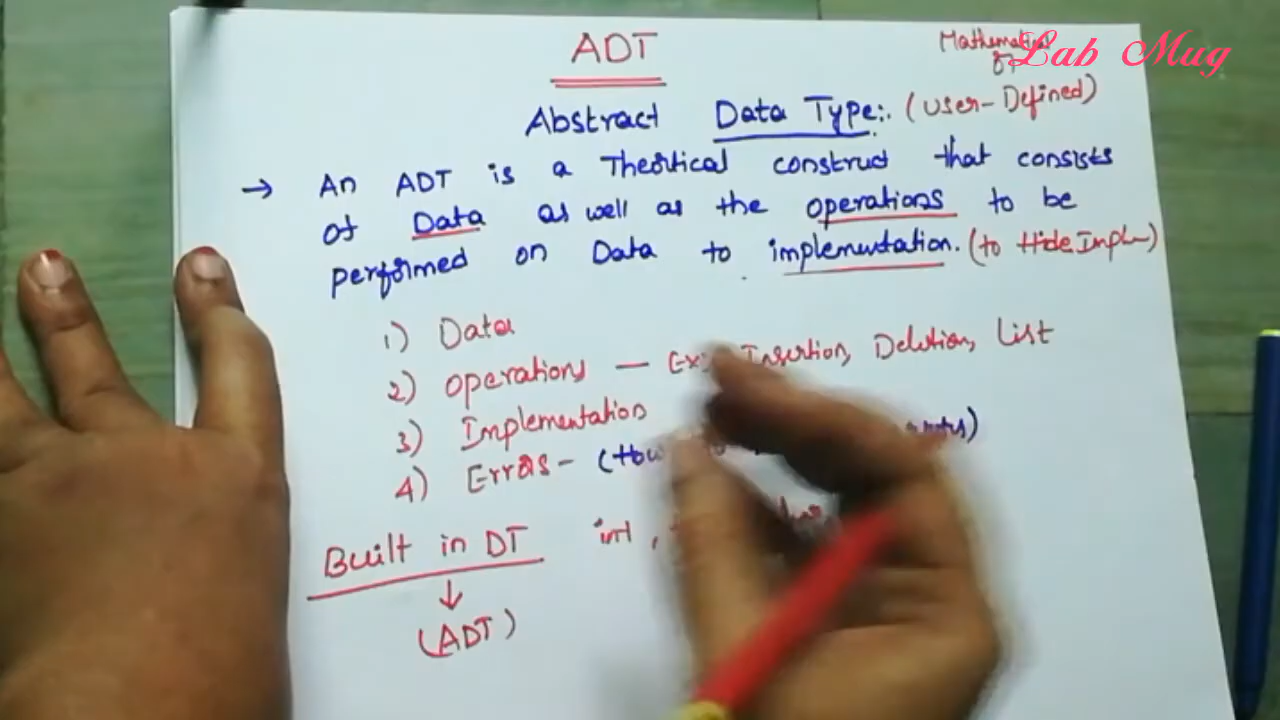 ADT
Lab Mug
Abstract Data Type:. (User-Defined)
→ An ADT is a Theortical construct that consists
of Data as well as the operations to be
performed on Data to implementation. (to Hide Implm)
1) Data
2) Operations — Ex: Insertion, Deletion, List
3) Implementation
4) Errors - (How
Built in DT int ,
↓
(ADT)